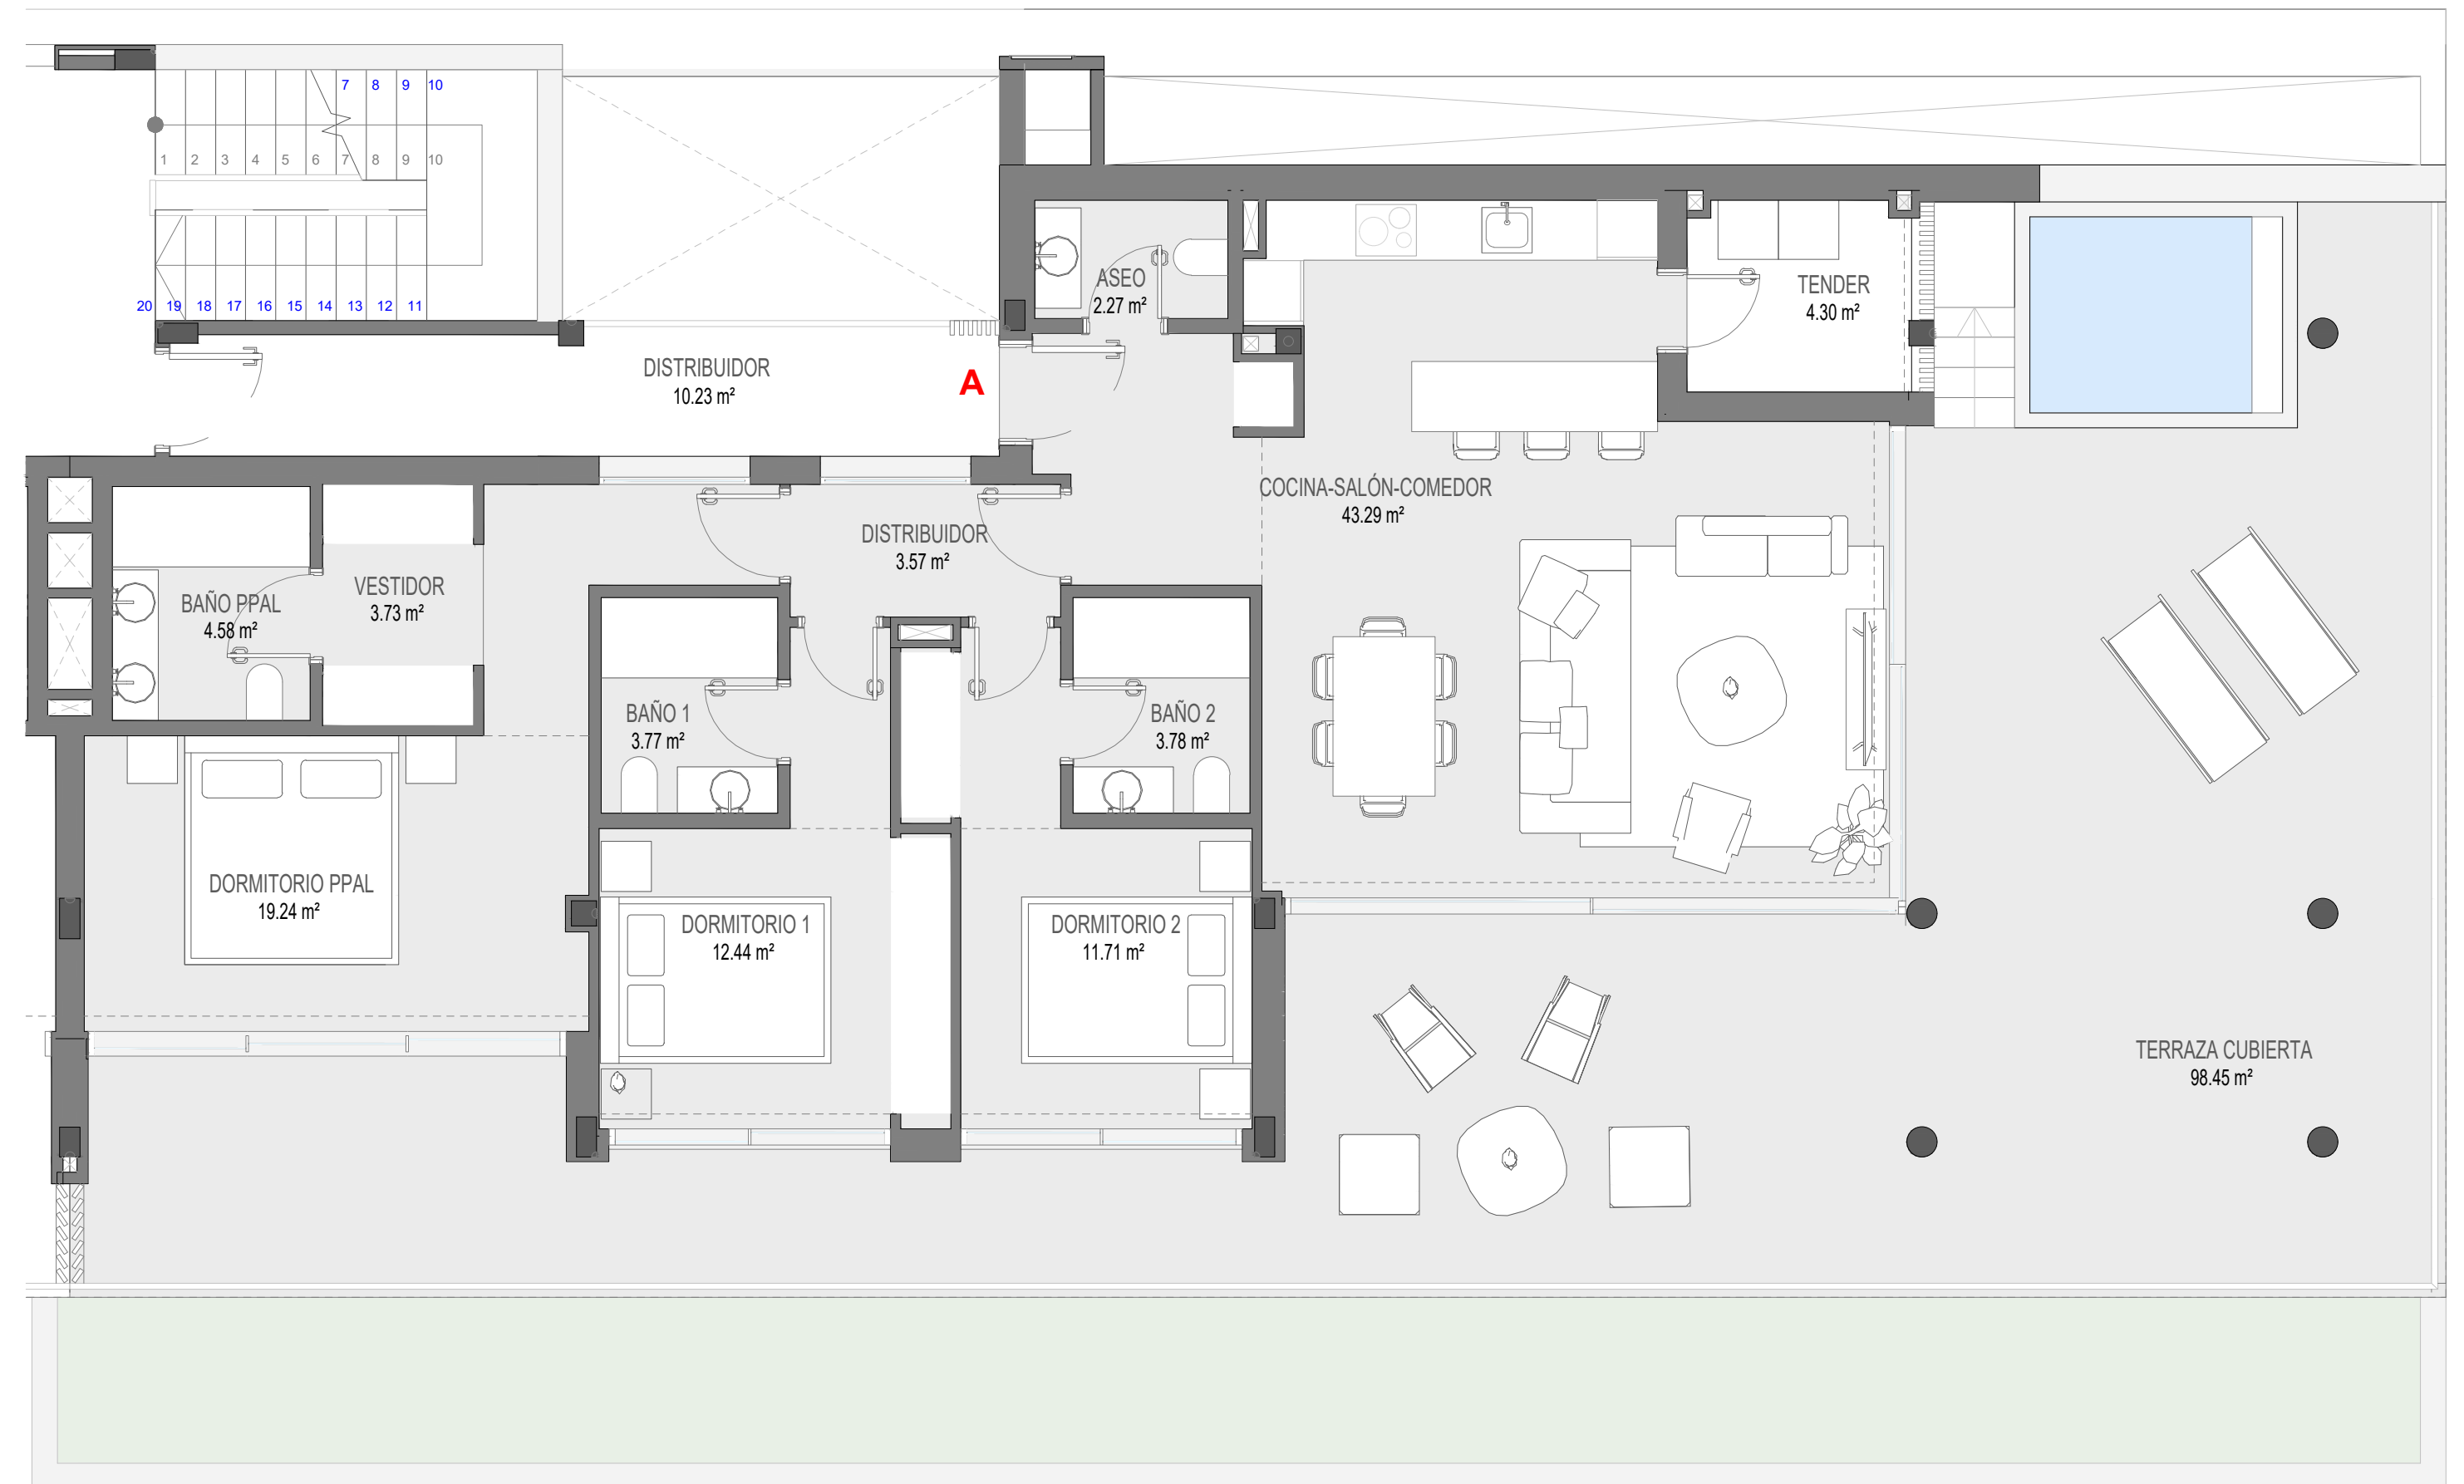 7 8 9 10
1 2 3 4 5 6 7 8 9 10
20 19 18 17 16 15 14 13 12 11
ASEO
2.27 m²
TENDER
4.30 m²
DISTRIBUIDOR
10.23 m²
A
COCINA-SALÓN-COMEDOR
43.29 m²
DISTRIBUIDOR
3.57 m²
VESTIDOR
3.73 m²
BAÑO PPAL
4.58 m²
BAÑO 1
3.77 m²
BAÑO 2
3.78 m²
DORMITORIO PPAL
19.24 m²
DORMITORIO 1
12.44 m²
DORMITORIO 2
11.71 m²
TERRAZA CUBIERTA
98.45 m²